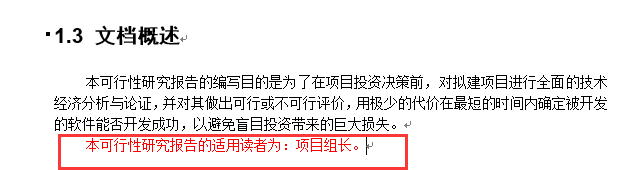 1.3 文档概述
本可行性研究报告的编写目的是为了在项目投资决策前，对拟建项目进行全面的技术
经济分析与论证，并对其做出可行或不可行评价，用极少的代价在最短的时间内确定被开发
的软件能否开发成功，以避免盲目投资带来的巨大损失。
本可行性研究报告的适用读者为：项目组长。